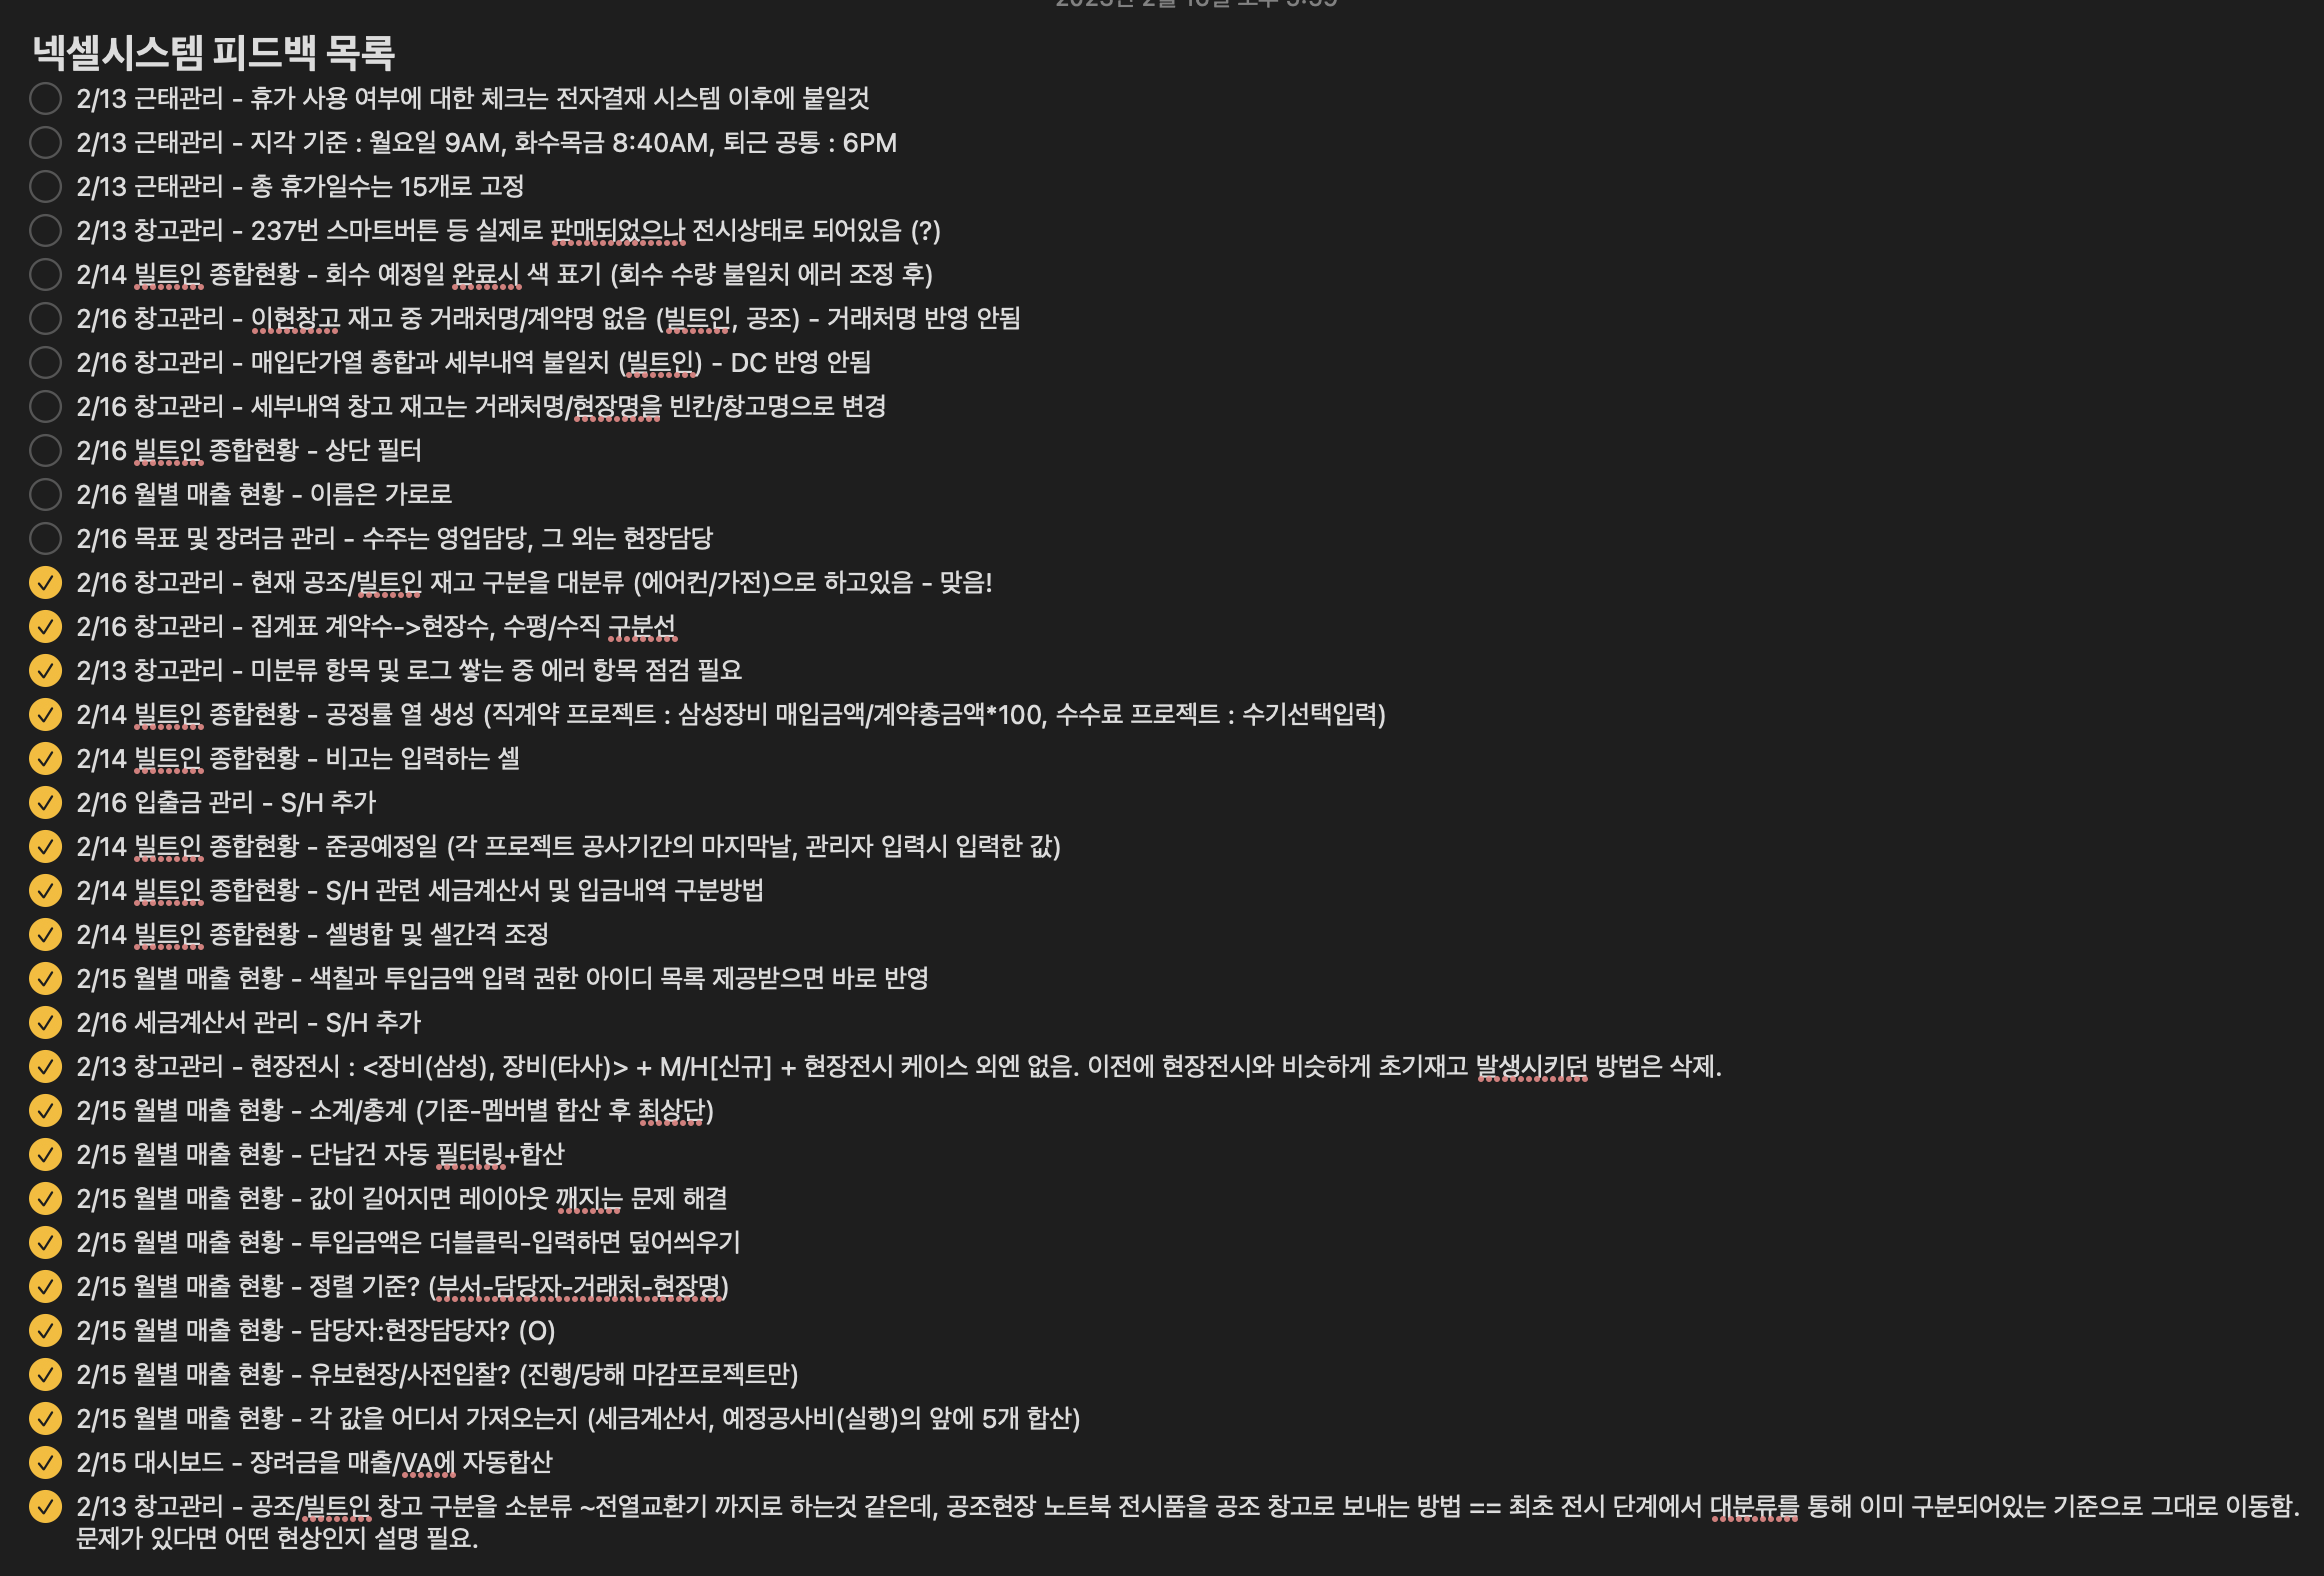 넥셀시스템 피드백 목록
2/13 근태관리 - 휴가 사용 여부에 대한 체크는 전자결재 시스템 이후에 붙일것
2/13 근태관리 - 지각 기준 : 월요일 9AM, 화수목금 8:40AM, 퇴근 공통 : 6PM
2/13 근태관리 - 총 휴가일수는 15개로 고정
2/13 창고관리 - 237번 스마트버튼 등 실제로 판매되었으나 전시상태로 되어있음 (?)
2/14 빌트인 종합현황 - 회수 예정일 완료시 색 표기 (회수 수량 불일치 에러 조정 후)
2/16 창고관리 - 이현창고 재고 중 거래처명/계약명 없음 (빌트인, 공조) - 거래처명 반영 안됨
2/16 창고관리 - 매입단가열 총합과 세부내역 불일치 (빌트인) - DC 반영 안됨
2/16 창고관리 - 세부내역 창고 재고는 거래처명/현장명을 빈칸/창고명으로 변경
2/16 빌트인 종합현황 - 상단 필터
2/16 월별 매출 현황 - 이름은 가로로
2/16 목표 및 장려금 관리 - 수주는 영업담당, 그 외는 현장담당
2/16 창고관리 - 현재 공조/빌트인 재고 구분을 대분류 (에어컨/가전)으로 하고있음 - 맞음!
2/16 창고관리 - 집계표 계약수->현장수, 수평/수직 구분선
2/13 창고관리 - 미분류 항목 및 로그 쌓는 중 에러 항목 점검 필요
2/14 빌트인 종합현황 - 공정률 열 생성 (직계약 프로젝트 : 삼성장비 매입금액/계약총금액*100, 수수료 프로젝트 : 수기선택입력)
2/14 빌트인 종합현황 - 비고는 입력하는 셀
2/16 입출금 관리 - S/H 추가
2/14 빌트인 종합현황 - 준공예정일 (각 프로젝트 공사기간의 마지막날, 관리자 입력시 입력한 값)
2/14 빌트인 종합현황 - S/H 관련 세금계산서 및 입금내역 구분방법
2/14 빌트인 종합현황 - 셀병합 및 셀간격 조정
2/15 월별 매출 현황 - 색칠과 투입금액 입력 권한 아이디 목록 제공받으면 바로 반영
2/16 세금계산서 관리 - S/H 추가
2/13 창고관리 - 현장전시 : <장비(삼성), 장비(타사)> + M/H[신규] + 현장전시 케이스 외엔 없음. 이전에 현장전시와 비슷하게 초기재고 발생시키던 방법은 삭제.
2/15 월별 매출 현황 - 소계/총계 (기존-멤버별 합산 후 최상단)
2/15 월별 매출 현황 - 단납건 자동 필터링+합산
2/15 월별 매출 현황 - 값이 길어지면 레이아웃 깨지는 문제 해결
2/15 월별 매출 현황 - 투입금액은 더블클릭-입력하면 덮어씌우기
2/15 월별 매출 현황 - 정렬 기준? (부서-담당자-거래처-현장명)
2/15 월별 매출 현황 - 담당자:현장담당자? (O)
2/15 월별 매출 현황 - 유보현장/사전입찰? (진행/당해 마감프로젝트만)
2/15 월별 매출 현황 - 각 값을 어디서 가져오는지 (세금계산서, 예정공사비(실행)의 앞에 5개 합산)
2/15 대시보드 - 장려금을 매출/VA에 자동합산
2/13 창고관리 - 공조/빌트인 창고 구분을 소분류 ~전열교환기 까지로 하는것 같은데, 공조현장 노트북 전시품을 공조 창고로 보내는 방법 == 최초 전시 단계에서 대분류를 통해 이미 구분되어있는 기준으로 그대로 이동함.
문제가 있다면 어떤 현상인지 설명 필요.